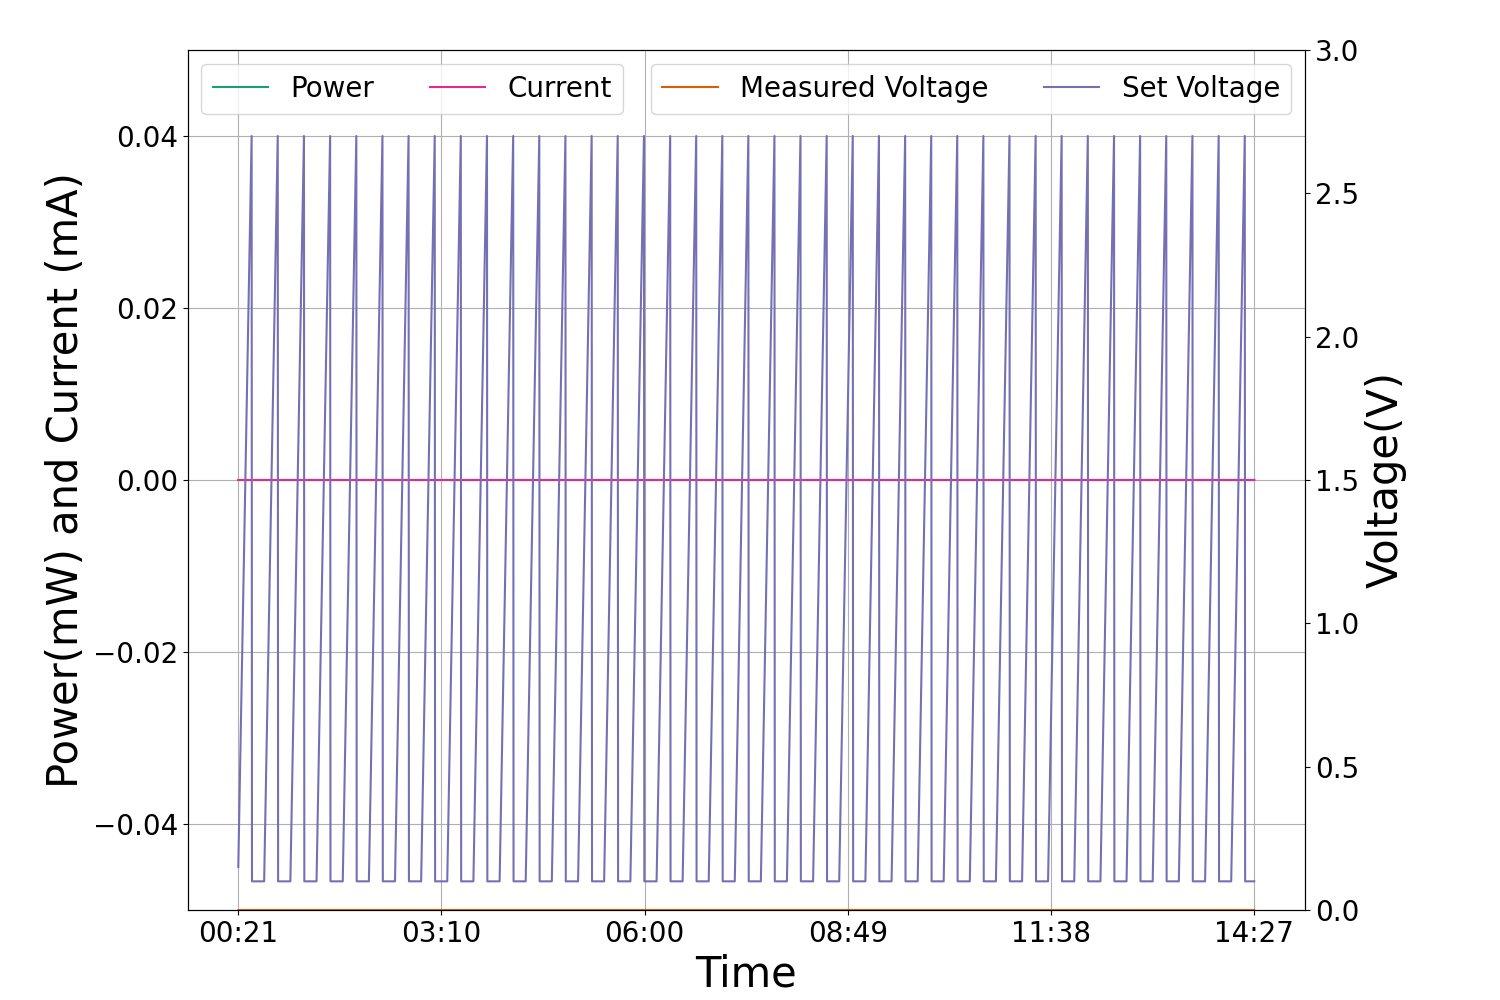 Power Current Measured Voltage Set Voltage
Power(mW) and Current (mA)
0.04
0.02
0.00
−0.02
−0.04
3.0
2.5
2.0
1.5
1.0
0.5
0.0
Voltage(V)
00:21 03:10 06:00 08:49 11:38 14:27
Time